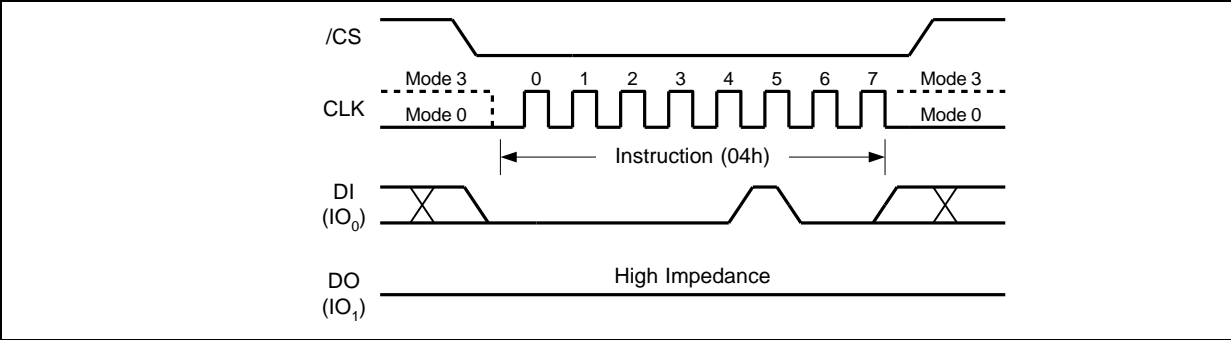 /CS
Mode 3 0 1 2 3 4 5 6 7 Mode 3
CLK
Mode 0 Mode 0
Instruction (04h)
DI
(IO0)
High Impedance
DO
(IO1)